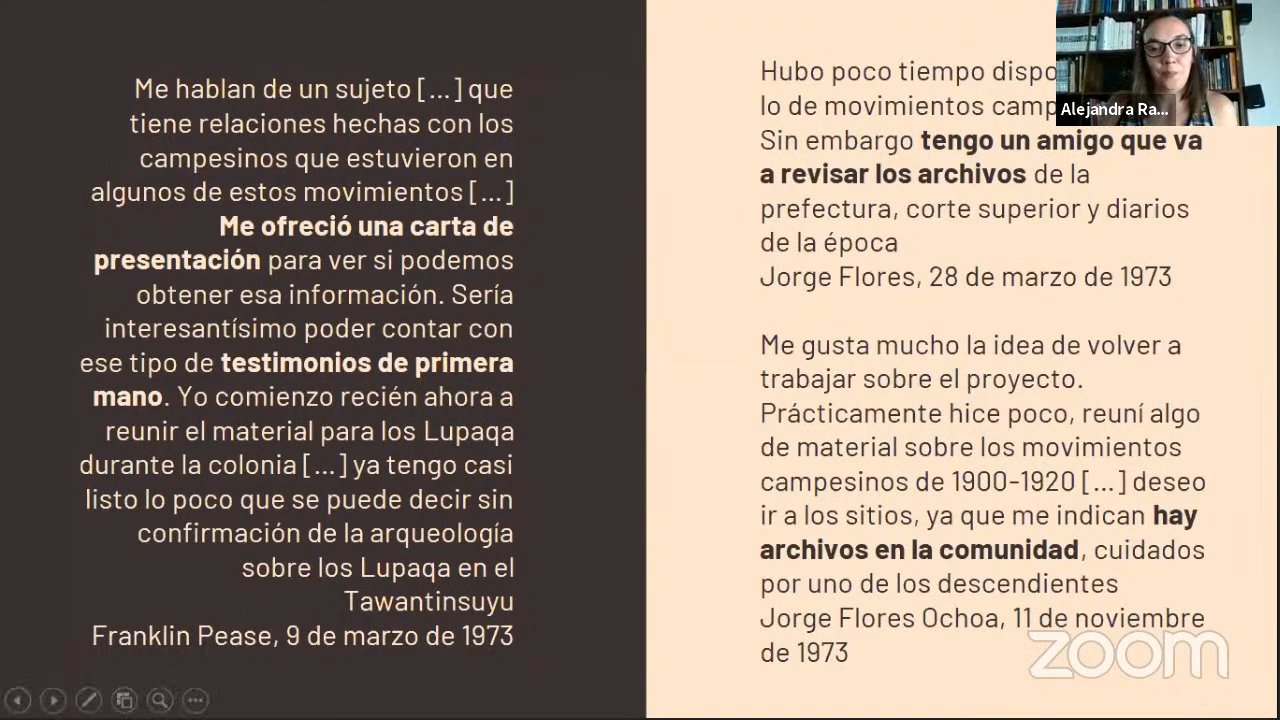 Me hablan de un sujeto [...] que
tiene relaciones hechas con los
campesinos que estuvieron en
algunos de estos movimientos [...]
Me ofreció una carta de
presentación para ver si podemos
obtener esa información. Sería
interesantísimo poder contar con
ese tipo de testimonios de primera
mano. Yo comienzo recién ahora a
reunir el material para los Lupaqa
durante la colonia [...] ya tengo casi
listo lo poco que se puede decir sin
confirmación de la arqueología
sobre los Lupaqa en el
Tawantinsuyu
Franklin Pease, 9 de marzo de 1973
Hubo poco tiempo
lo de movimientos
Sin embargo tengo un amigo que va
a revisar los archivos de la
prefectura, corte superior y diarios
de la época
Jorge Flores, 28 de marzo de 1973
Me gusta mucho la idea de volver a
trabajar sobre el proyecto.
Prácticamente hice poco, reuní algo
de material sobre los movimientos
campesinos de 1900-1920 [...] deseo
ir a los sitios, ya que me indican hay
archivos en la comunidad, cuidados
por uno de los descendientes
Jorge Flores Ochoa, 11 de noviembre
de 1973
Alejandra Ra...
zoom